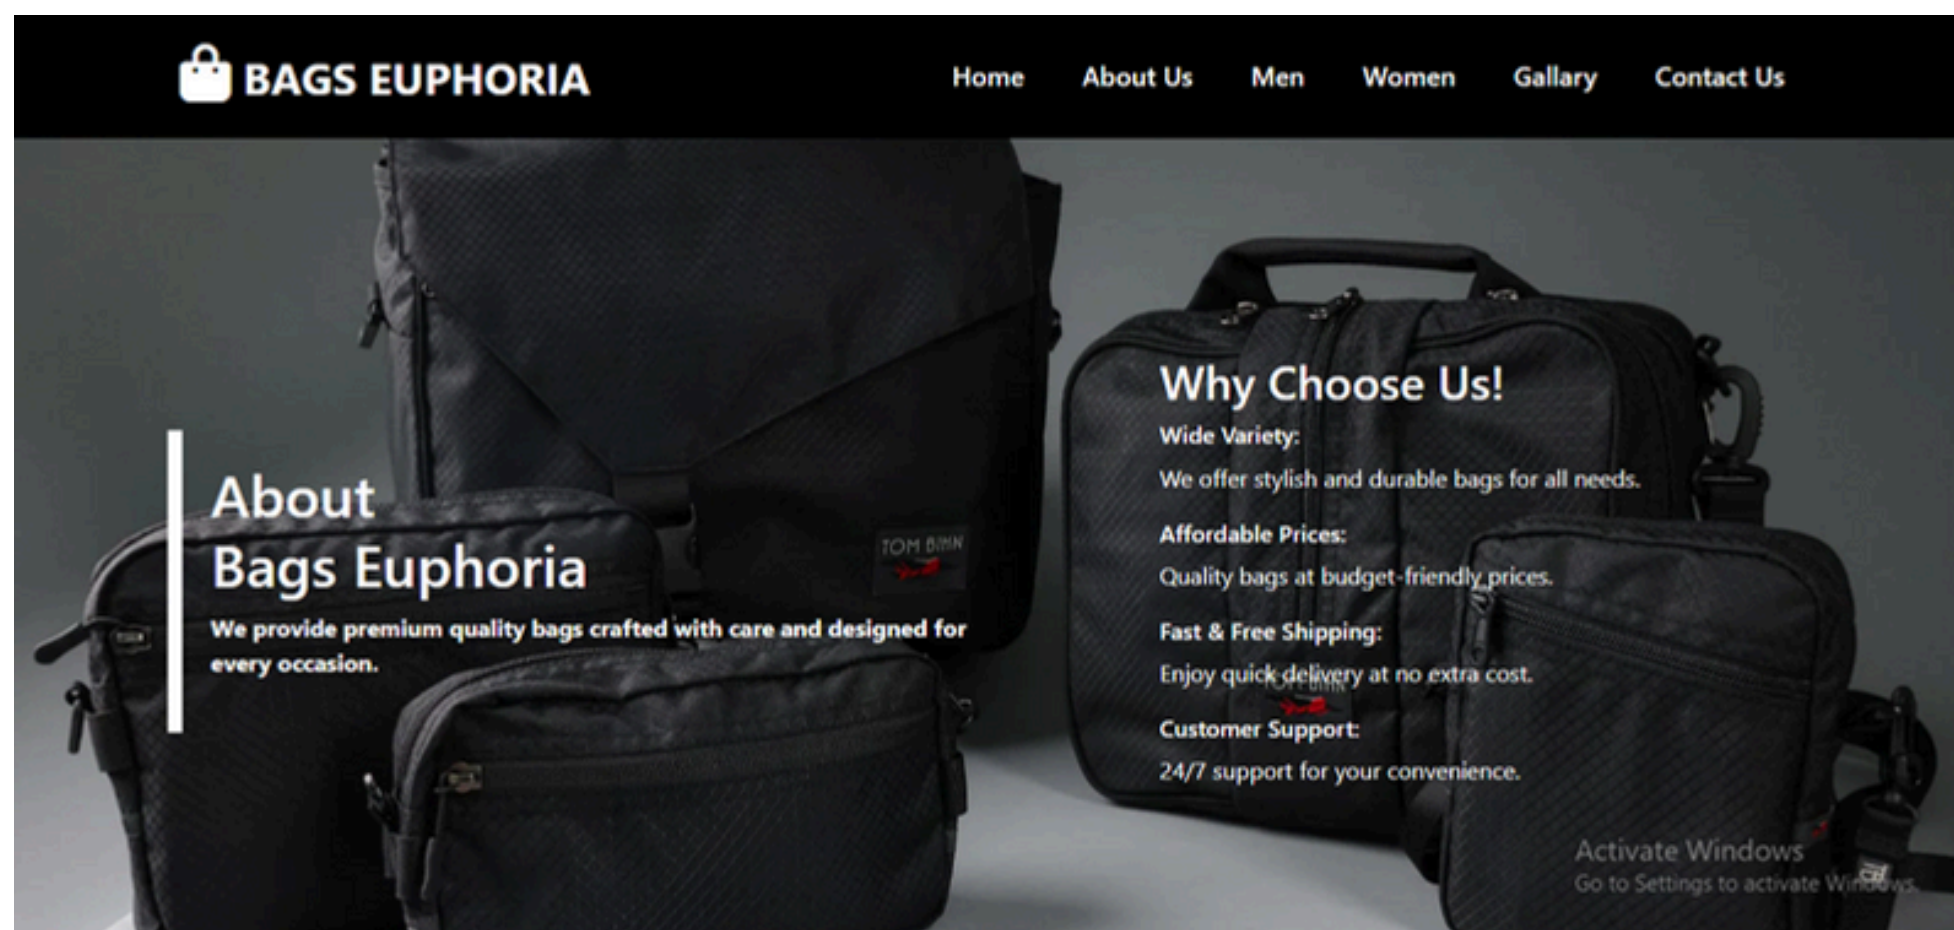 BAGS EUPHORIA
Home About Us Men Women Gallary Contact Us
About
Bags Euphoria
We provide premium quality bags crafted with care and designed for
every occasion.
TOM BIHN
Why Choose Us!
Wide Variety:
We offer stylish and durable bags for all needs.
Affordable Prices:
Quality bags at budget-friendly prices.
Fast & Free Shipping:
Enjoy quick delivery at no extra cost.
TOM BIHN
Customer Support:
24/7 support for your convenience.
Activate Windows
Go to Settings to activate Windows.